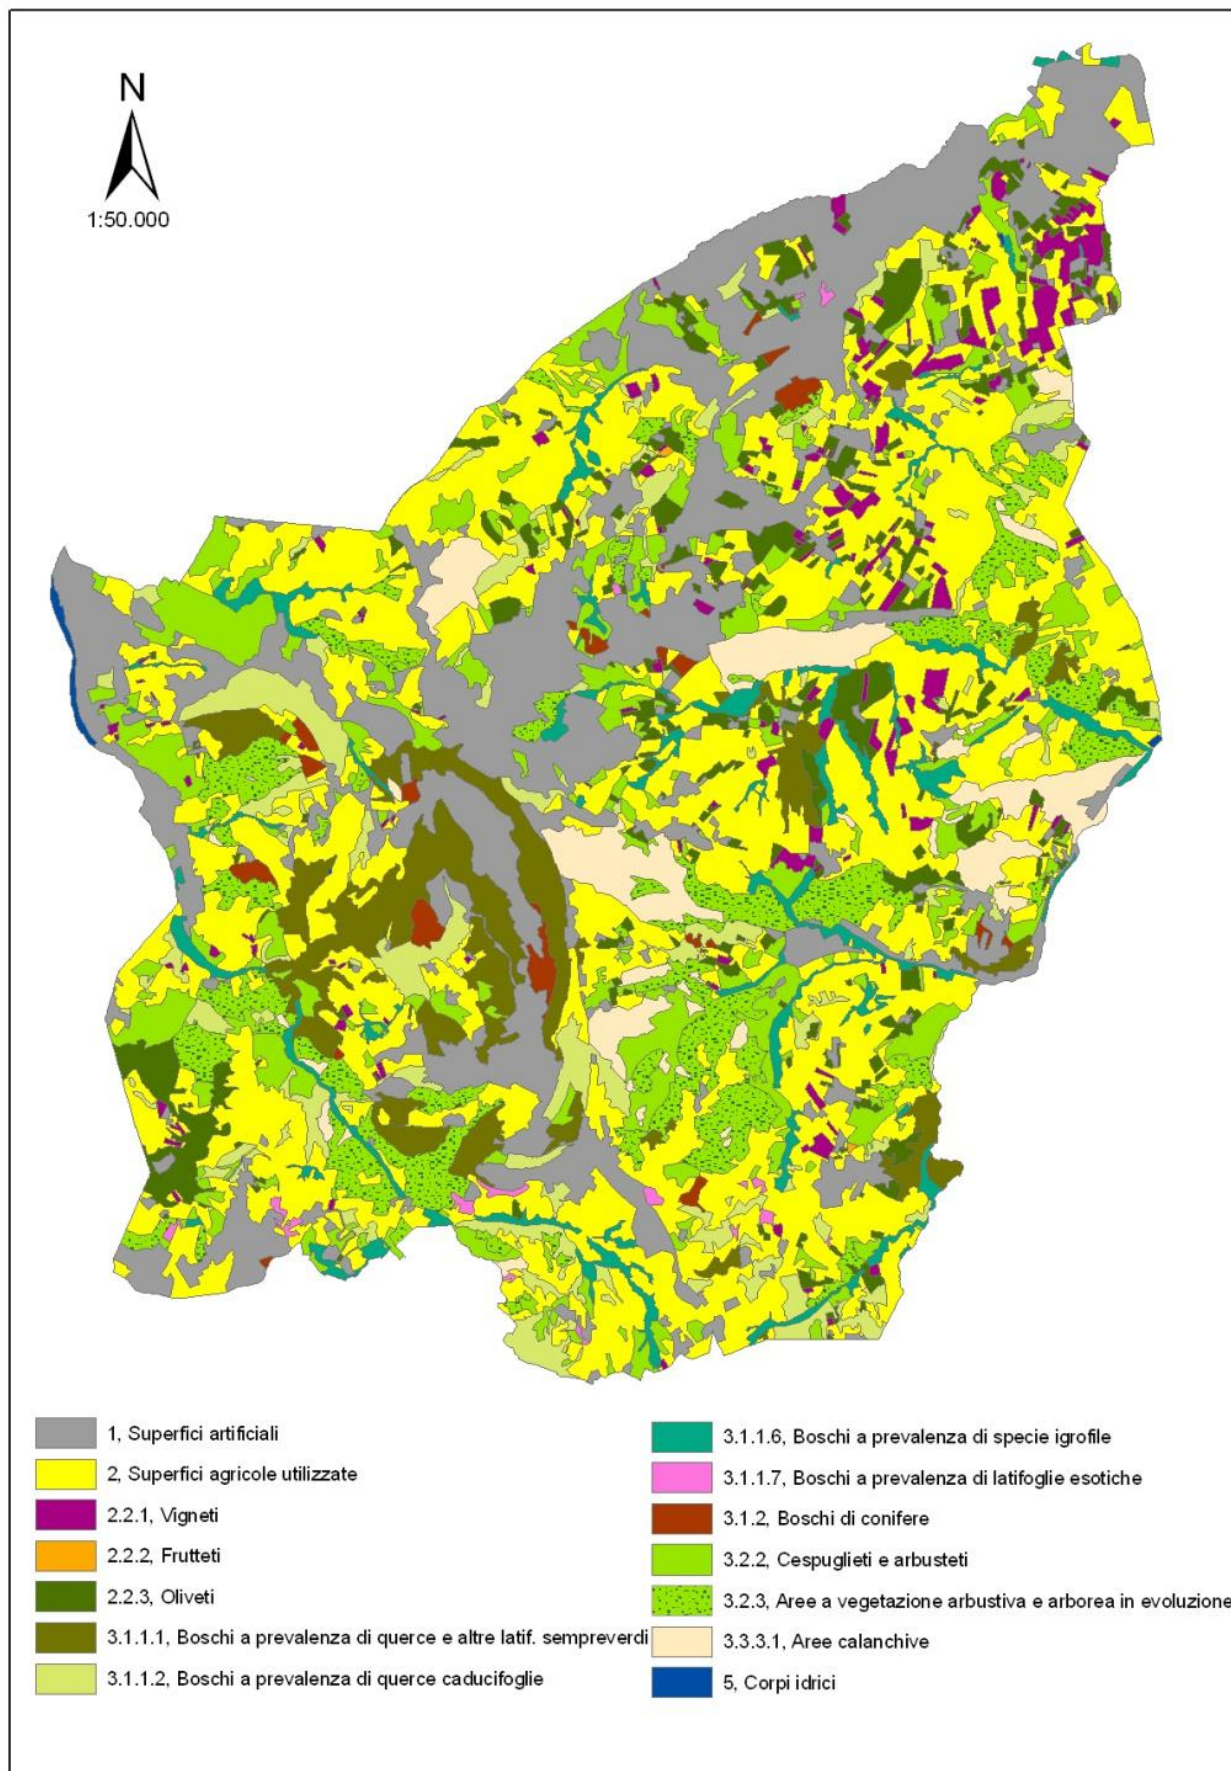 N
1:50.000
1, Superfici artificiali
2, Superfici agricole utilizzate
2.2.1, Vigneti
2.2.2, Frutteti
2.2.3, Oliveti
3.1.1.1, Boschi a prevalenza di querce e altre latif. sempreverdi
3.1.1.2, Boschi a prevalenza di querce caducifoglie
3.1.1.6, Boschi a prevalenza di specie igrofile
3.1.1.7, Boschi a prevalenza di latifoglie esotiche
3.1.2, Boschi di conifere
3.2.2, Cespuglieti e arbusteti
3.2.3, Aree a vegetazione arbustiva e arborea in evoluzione
3.3.3.1, Aree calanchive
5, Corpi idrici